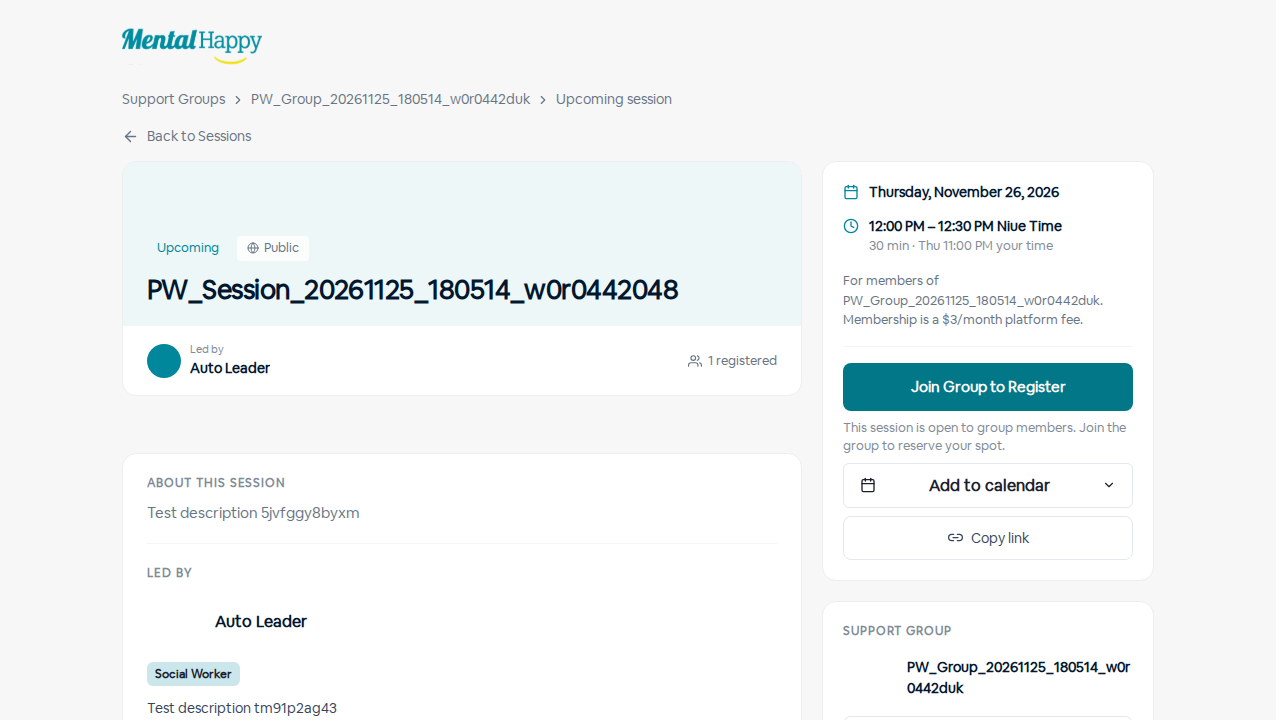 Mental Happy
Support Groups > PW_Group_20261125_180514_w0r0442duk > Upcoming session
Back to Sessions
Upcoming
Public
PW_Session_20261125_180514_w0r0442048
Led by
Auto Leader
1 registered
ABOUT THIS SESSION
Test description 5jvfggy8byxm
LED BY
Auto Leader
Social Worker
Test description tm91p2ag43
Thursday, November 26, 2026
12:00 PM – 12:30 PM Niue Time
30 min · Thu 11:00 PM your time
For members of
PW_Group_20261125_180514_w0r0442duk.
Membership is a $3/month platform fee.
Join Group to Register
This session is open to group members. Join the
group to reserve your spot.
Add to calendar
Copy link
SUPPORT GROUP
PW_Group_20261125_180514_w0r
0442duk